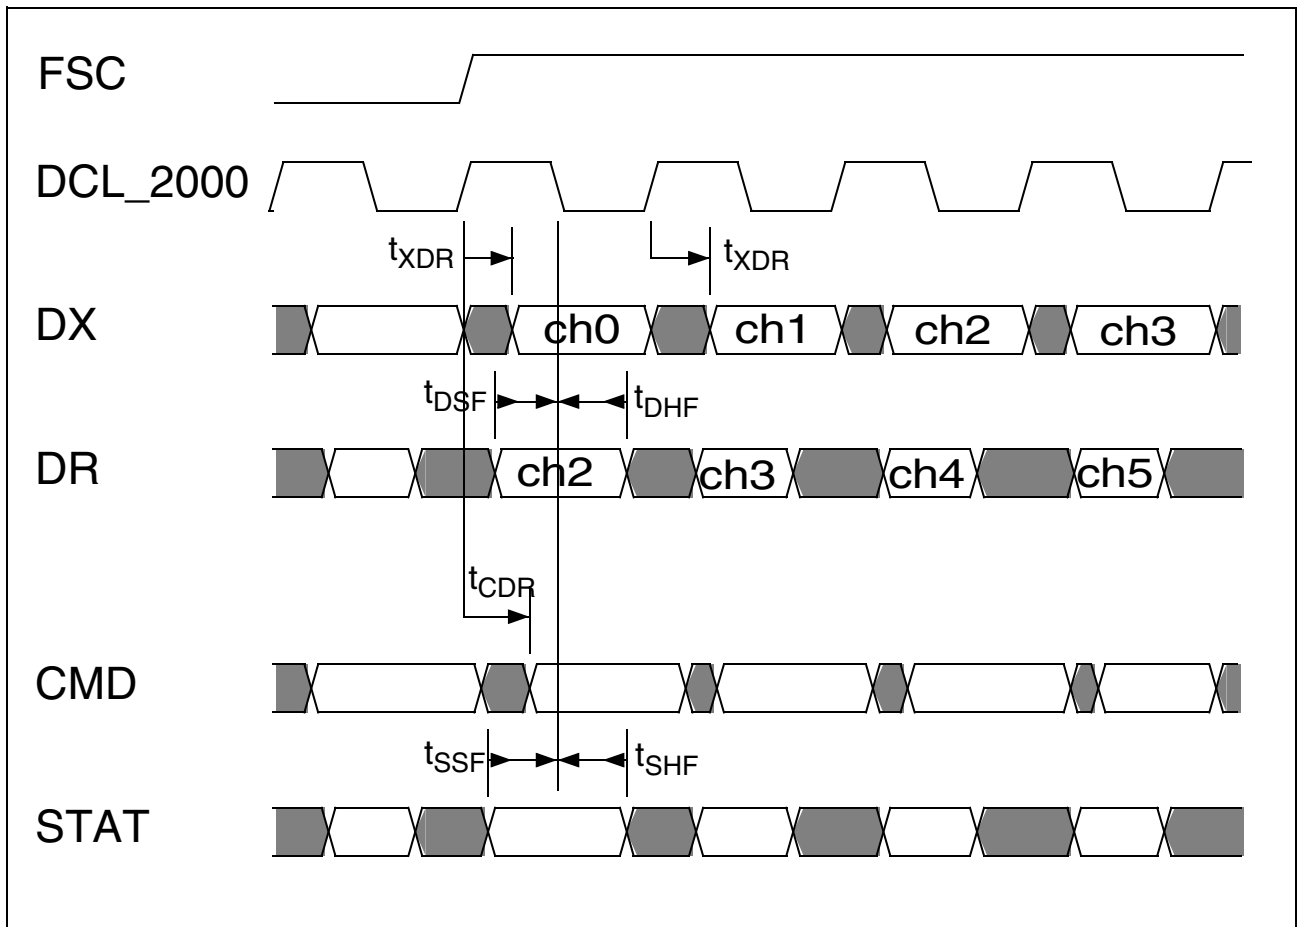 FSC
DCL_2000
tXDR tXDR
DX ch0 ch1 ch2 ch3
tDSF tDHF
DR ch2 ch3 ch4 ch5
tCDR
CMD
tSSF tSHF
STAT